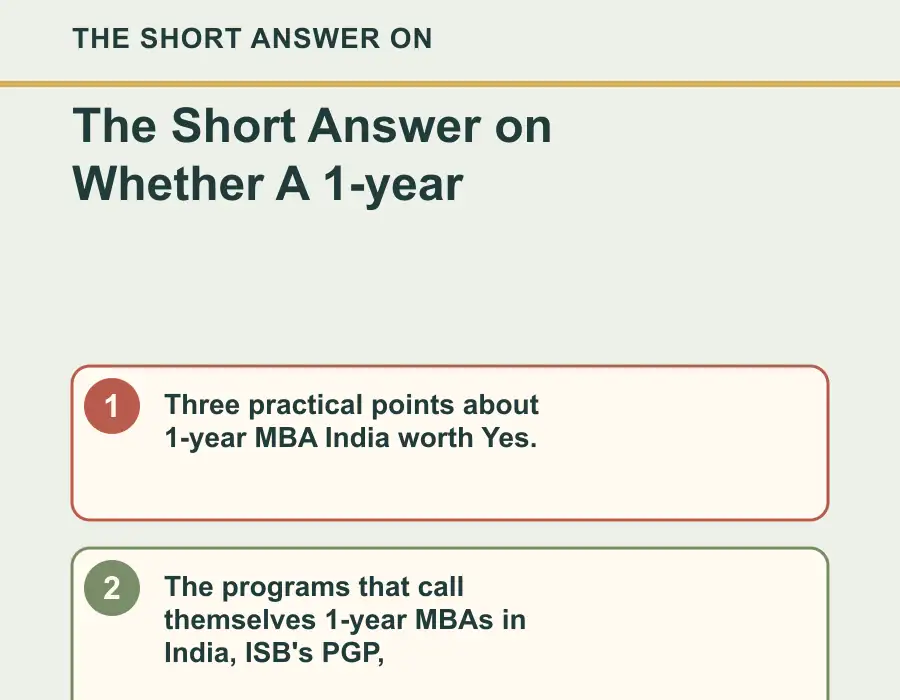 THE SHORT ANSWER ON
The Short Answer on
Whether A 1-year
1
Three practical points about
1-year MBA India worth Yes.
2
The programs that call
themselves 1-year MBAs in
India, ISB's PGP,